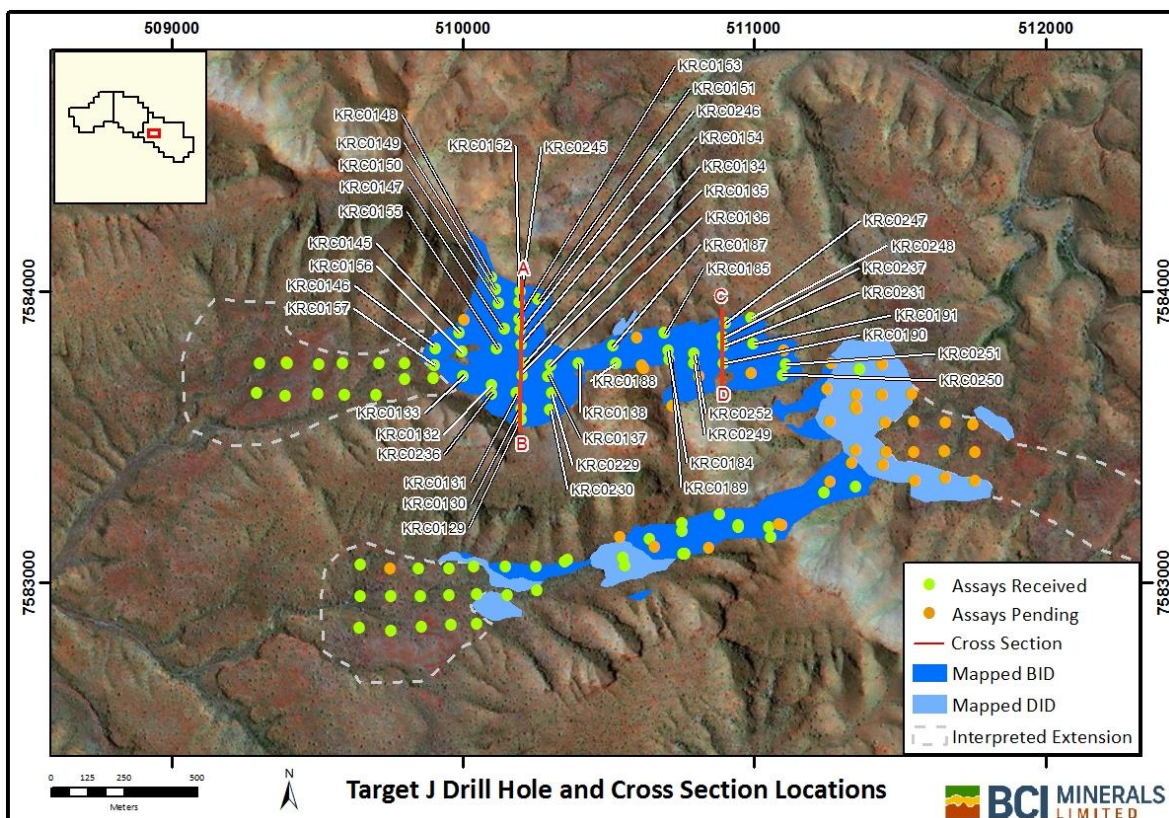 509000
510000
511000
512000
7584000
7584000
7583000
7583000
KRC0153
KRC0151
KRC0246
KRC0154
KRC0134
KRC0135
KRC0136
KRC0187
KRC0185
KRC0148
KRC0149
KRC0150
KRC0147
KRC0155
KRC0145
KRC0156
KRC0146
KRC0157
KRC0152
KRC0245
KRC0247
KRC0248
KRC0237
KRC0231
KRC0191
KRC0190
KRC0251
KRC0250
A
B
C
D
KRC0133
KRC0132
KRC0236
KRC0131
KRC0130
KRC0129
KRC0188
KRC0138
KRC0137
KRC0229
KRC0230
KRC0252
KRC0249
KRC0184
KRC0189
Assays Received
Assays Pending
Cross Section
Mapped BID
Mapped DID
Interpreted Extension
0 125 250 500
Meters
N
Target J Drill Hole and Cross Section Locations
BCI MINERALS
LIMITED